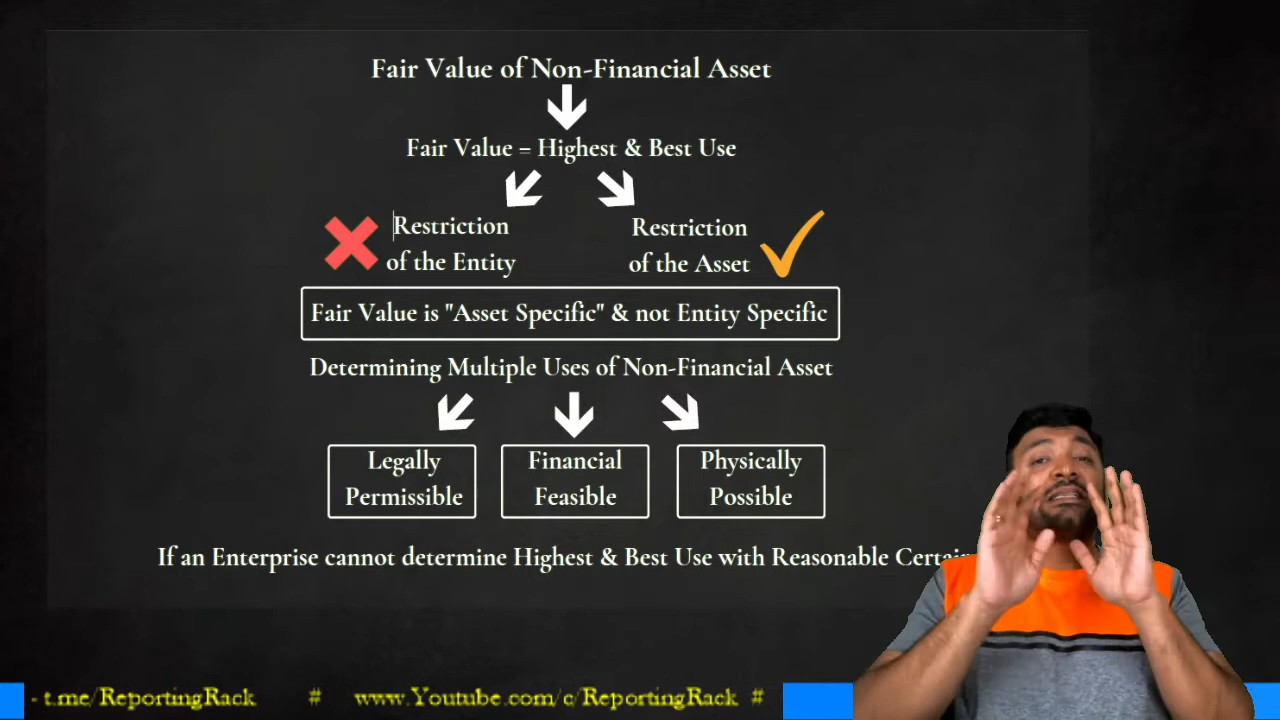 Fair Value of Non-Financial Asset
Fair Value = Highest & Best Use
Restriction
of the Entity
Restriction
of the Asset
Fair Value is "Asset Specific" & not Entity Specific
Determining Multiple Uses of Non-Financial Asset
Legally
Permissible
Financial
Feasible
Physically
Possible
If an Enterprise cannot determine Highest & Best Use with Reasonable
- t.me/ReportingRack # www.Youtube.com/c/ReportingRack #